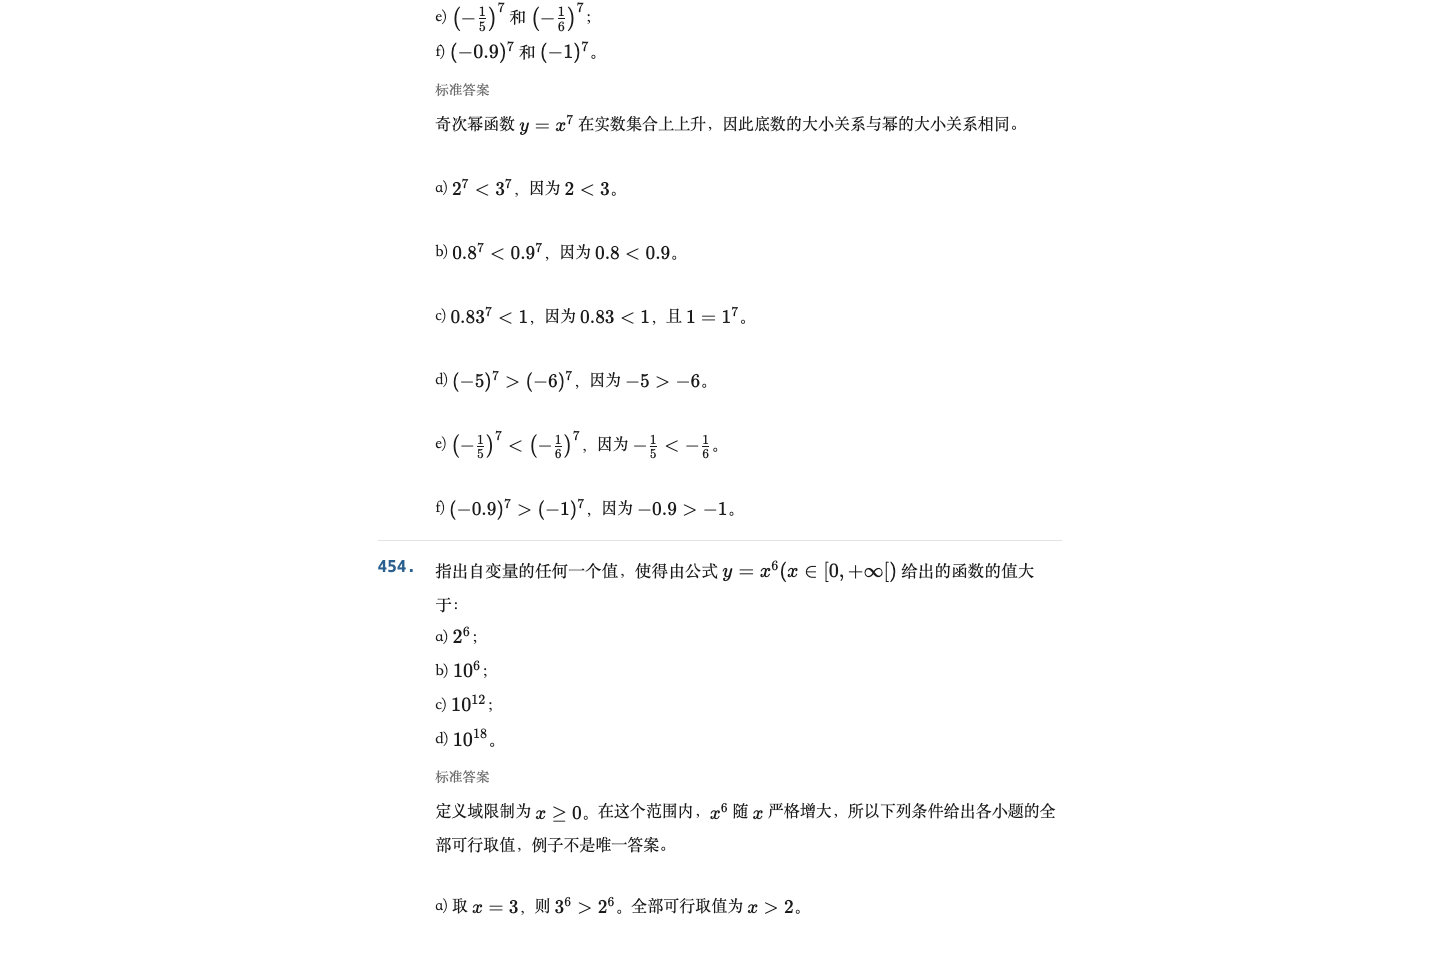 e) (−1/5)^7 和 (−1/6)^7；
f) (−0.9)^7 和 (−1)^7。
标准答案
奇次幂函数 y = x^7 在实数集合上上升，因此底数的大小关系与幂的大小关系相同。
a) 2^7 < 3^7，因为 2 < 3。
b) 0.8^7 < 0.9^7，因为 0.8 < 0.9。
c) 0.83^7 < 1，因为 0.83 < 1，且 1 = 1^7。
d) (−5)^7 > (−6)^7，因为 −5 > −6。
e) (−1/5)^7 < (−1/6)^7，因为 −1/5 < −1/6。
f) (−0.9)^7 > (−1)^7，因为 −0.9 > −1。
454. 指出自变量的任何一个值，使得由公式 y = x^6(x ∈ [0, +∞[) 给出的函数的值大
于：
a) 2^6；
b) 10^6；
c) 10^12；
d) 10^18。
标准答案
定义域限制为 x ≥ 0。在这个范围内，x^6 随 x 严格增大，所以下列条件给出各小题的全
部可行取值，例子不是唯一答案。
a) 取 x = 3，则 3^6 > 2^6。全部可行取值为 x > 2。